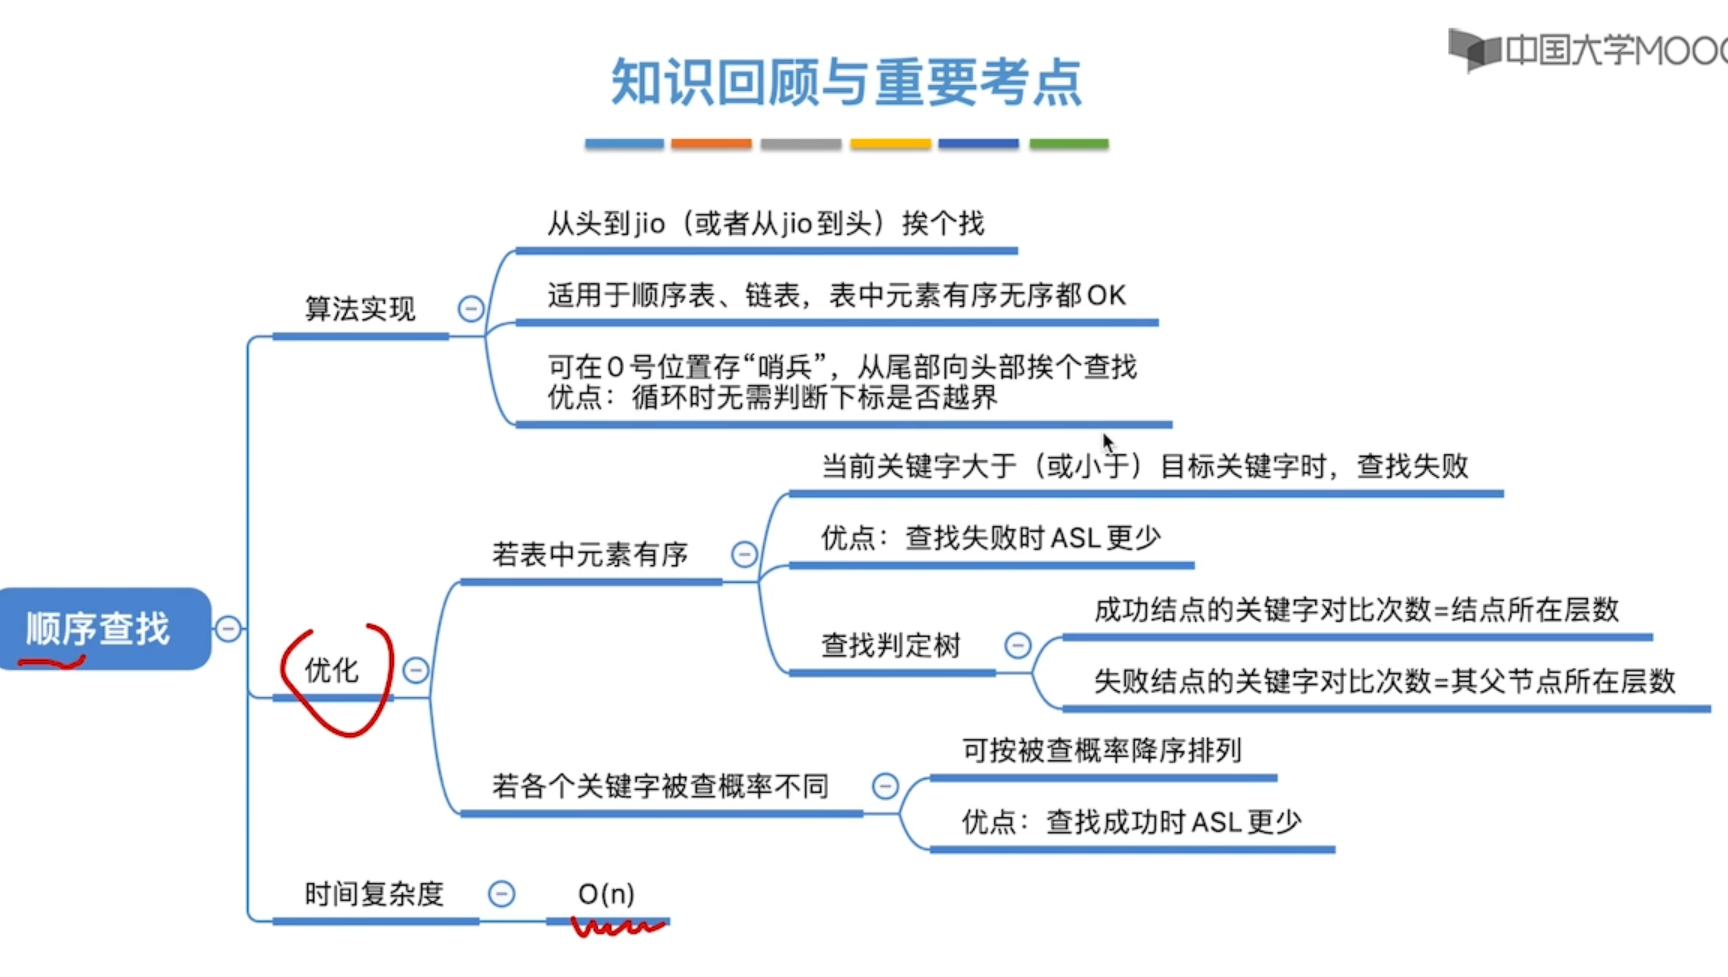 中国大学MOOC
知识回顾与重要考点
从头到jio（或者从jio到头）挨个找
适用于顺序表、链表，表中元素有序无序都OK
算法实现
可在0号位置存“哨兵”，从尾部向头部挨个查找
优点：循环时无需判断下标是否越界
当前关键字大于（或小于）目标关键字时，查找失败
优点：查找失败时ASL更少
若表中元素有序
成功结点的关键字对比次数=结点所在层数
查找判定树
失败结点的关键字对比次数=其父节点所在层数
顺序查找
优化
可按被查概率降序排列
若各个关键字被查概率不同
优点：查找成功时ASL更少
时间复杂度
O(n)